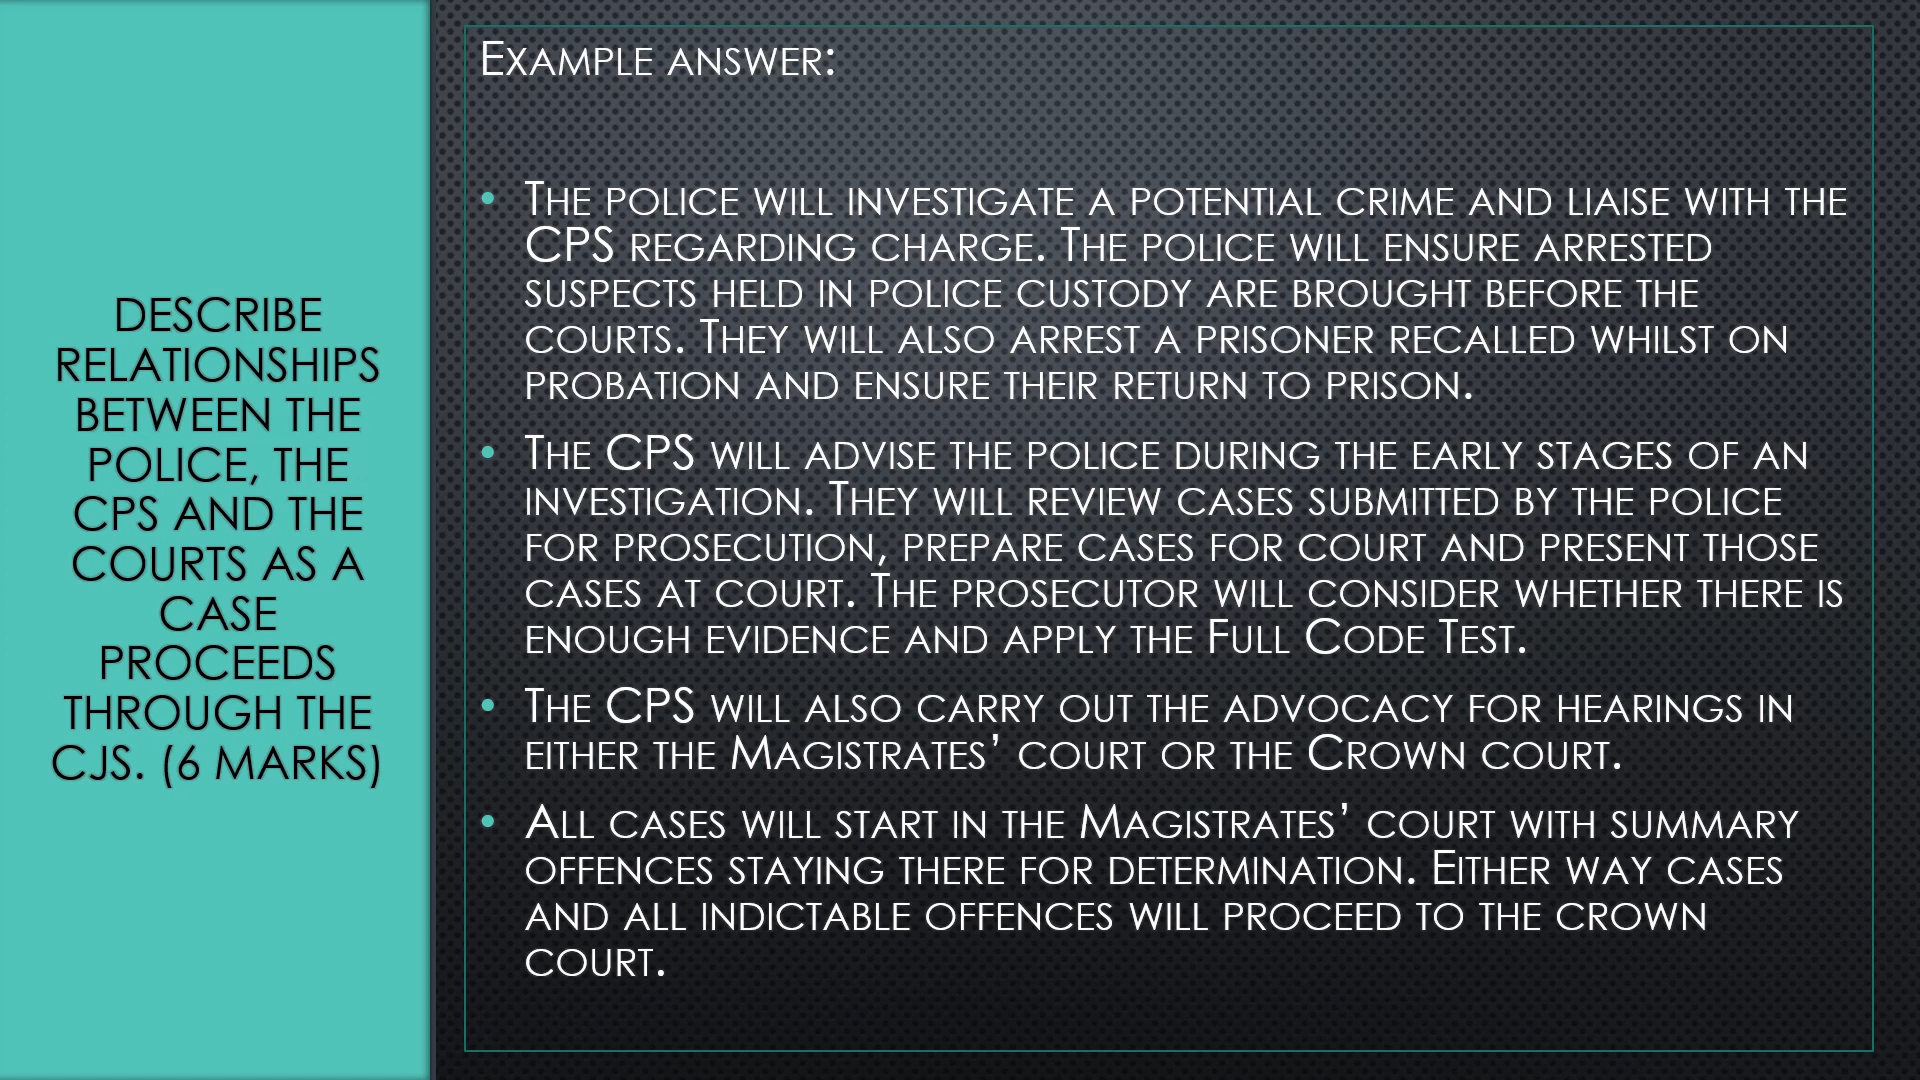 DESCRIBE
RELATIONSHIPS
BETWEEN THE
POLICE, THE
CPS AND THE
COURTS AS A
CASE
PROCEEDS
THROUGH THE
CJS. (6 MARKS)
Example answer:
• The police will investigate a potential crime and liaise with the
CPS regarding charge. The police will ensure arrested
suspects held in police custody are brought before the
courts. They will also arrest a prisoner recalled whilst on
probation and ensure their return to prison.
• The CPS will advise the police during the early stages of an
investigation. They will review cases submitted by the police
for prosecution, prepare cases for court and present those
cases at court. The prosecutor will consider whether there is
enough evidence and apply the Full Code Test.
• The CPS will also carry out the advocacy for hearings in
either the Magistrates’ court or the Crown court.
• All cases will start in the Magistrates’ court with summary
offences staying there for determination. Either way cases
and all indictable offences will proceed to the crown
court.